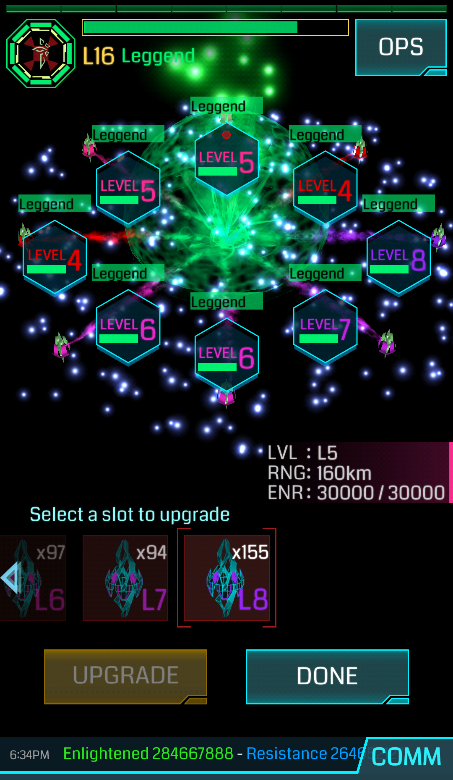 L16 Leggend
OPS
Leggend
LEVEL 5
Leggend
LEVEL 5
Leggend
LEVEL 4
Leggend
LEVEL 4
Leggend
LEVEL 8
Leggend
LEVEL 6
Leggend
LEVEL 6
Leggend
LEVEL 7
LVL : L5
RNG: 160km
ENR: 30000 / 30000
Select a slot to upgrade
x97
L6
x94
L7
x155
L8
UPGRADE
DONE
6:34PM Enlightened 284667888 - Resistance 2646
COMM